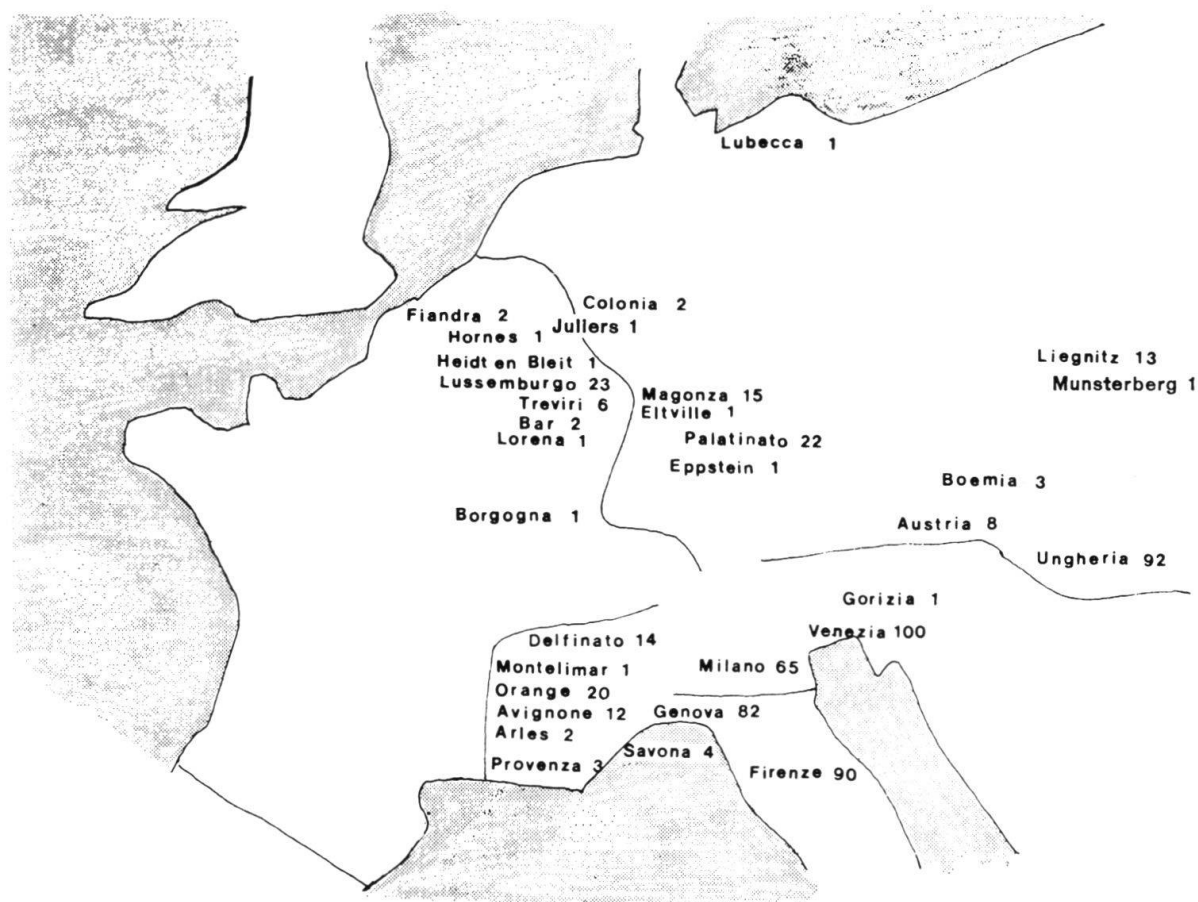 Lubecca 1
Colonia 2
Fiandra 2
Jullers 1
Hornes 1
Heidt en Bleit 1
Liegnitz 13
Lussemburgo 23
Munsterberg 1
Magonza 15
Treviri 6
Eltville 1
Bar 2
Lorena 1
Palatinato 22
Eppstein 1
Boemia 3
Borgogna 1
Austria 8
Ungheria 92
Gorizia 1
Delfinato 14
Venezia 100
Montelimar 1
Milano 65
Orange 20
Avignone 12
Genova 82
Arles 2
Savona 4
Provenza 3
Firenze 90